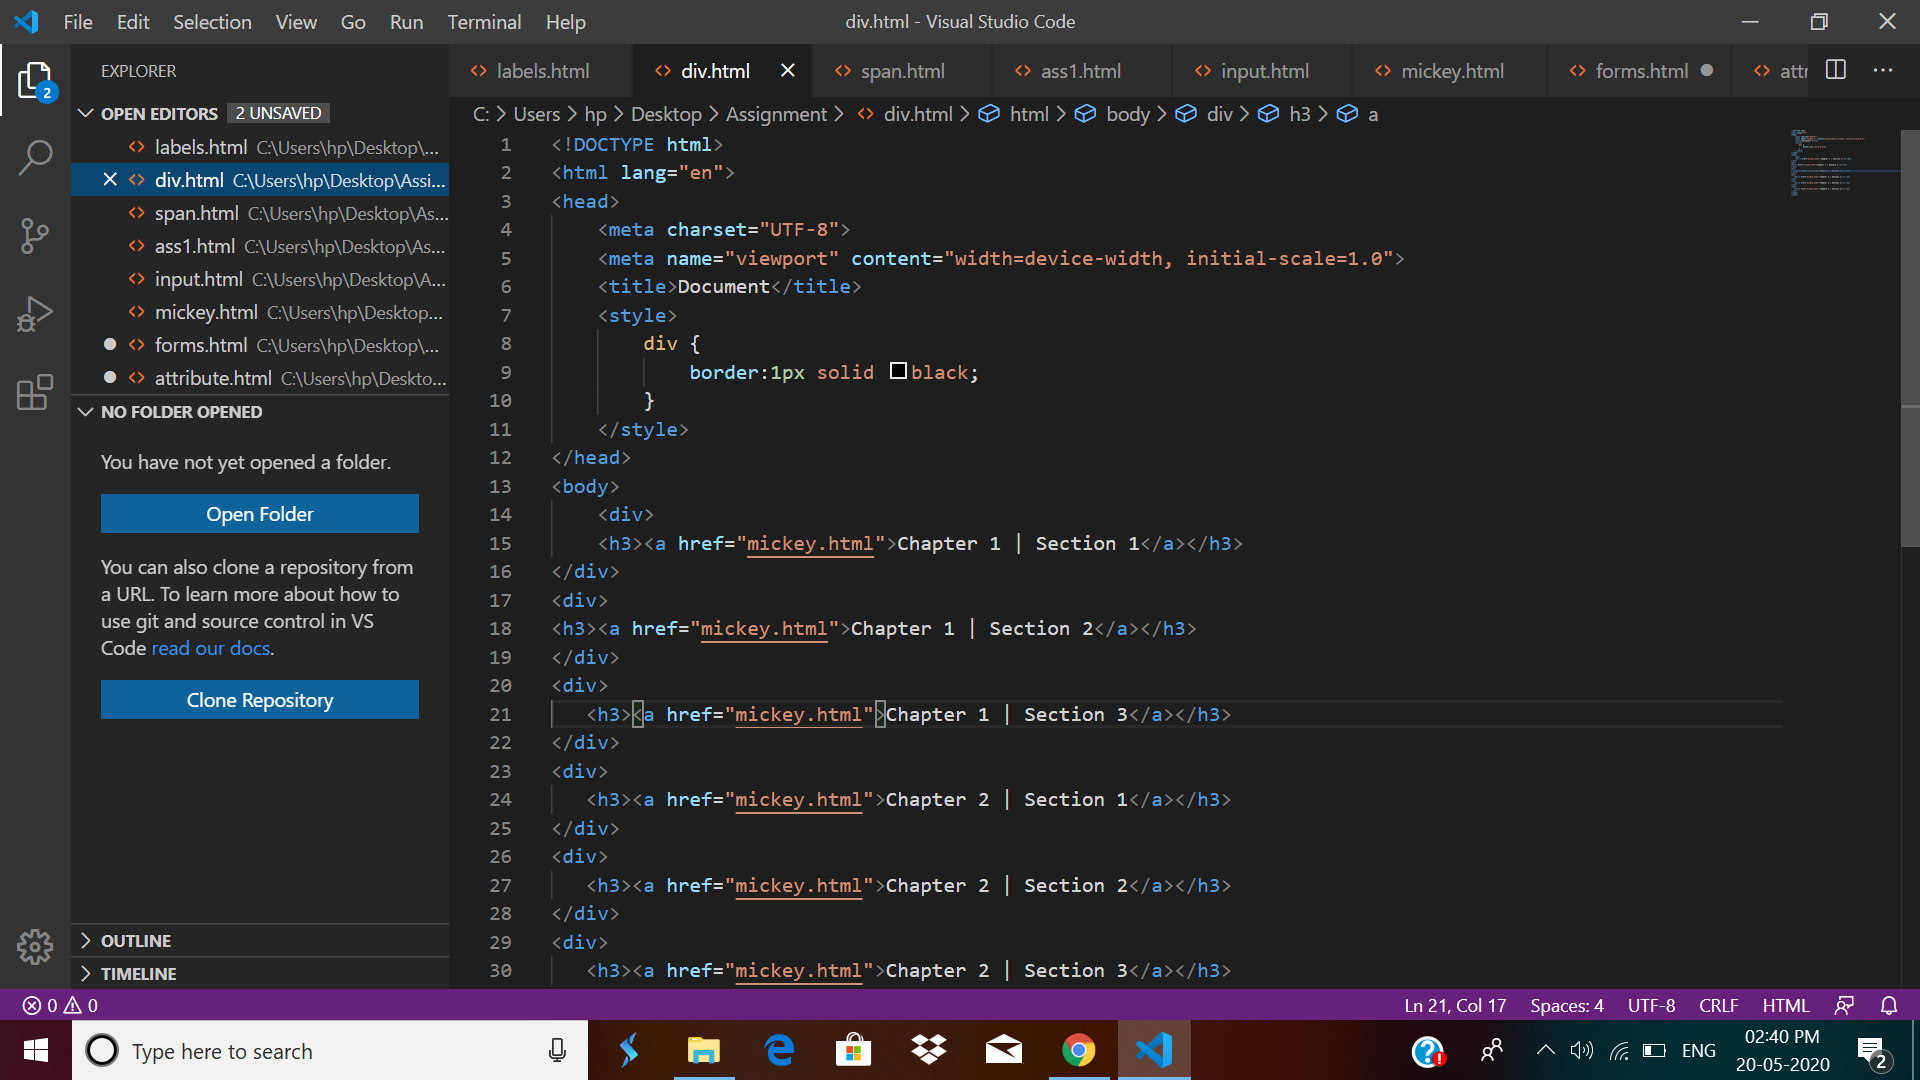 File Edit Selection View Go Run Terminal Help
div.html - Visual Studio Code
EXPLORER
OPEN EDITORS 2 UNSAVED
labels.html C:\Users\hp\Desktop\...
div.html C:\Users\hp\Desktop\Assi...
span.html C:\Users\hp\Desktop\As...
ass1.html C:\Users\hp\Desktop\As...
input.html C:\Users\hp\Desktop\A...
mickey.html C:\Users\hp\Desktop...
forms.html C:\Users\hp\Desktop\...
attribute.html C:\Users\hp\Deskto...
NO FOLDER OPENED
You have not yet opened a folder.
Open Folder
You can also clone a repository from
a URL. To learn more about how to
use git and source control in VS
Code read our docs.
Clone Repository
OUTLINE
TIMELINE
labels.html div.html span.html ass1.html input.html mickey.html forms.html attr
C: > Users > hp > Desktop > Assignment > div.html > html > body > div > h3 > a
1 <!DOCTYPE html>
2 <html lang="en">
3 <head>
4 <meta charset="UTF-8">
5 <meta name="viewport" content="width=device-width, initial-scale=1.0">
6 <title>Document</title>
7 <style>
8 div {
9 border:1px solid black;
10 }
11 </style>
12 </head>
13 <body>
14 <div>
15 <h3><a href="mickey.html">Chapter 1 | Section 1</a></h3>
16 </div>
17 <div>
18 <h3><a href="mickey.html">Chapter 1 | Section 2</a></h3>
19 </div>
20 <div>
21 <h3><a href="mickey.html">Chapter 1 | Section 3</a></h3>
22 </div>
23 <div>
24 <h3><a href="mickey.html">Chapter 2 | Section 1</a></h3>
25 </div>
26 <div>
27 <h3><a href="mickey.html">Chapter 2 | Section 2</a></h3>
28 </div>
29 <div>
30 <h3><a href="mickey.html">Chapter 2 | Section 3</a></h3>
0 0
Ln 21, Col 17 Spaces: 4 UTF-8 CRLF HTML
Type here to search
ENG
02:40 PM
20-05-2020
2
2